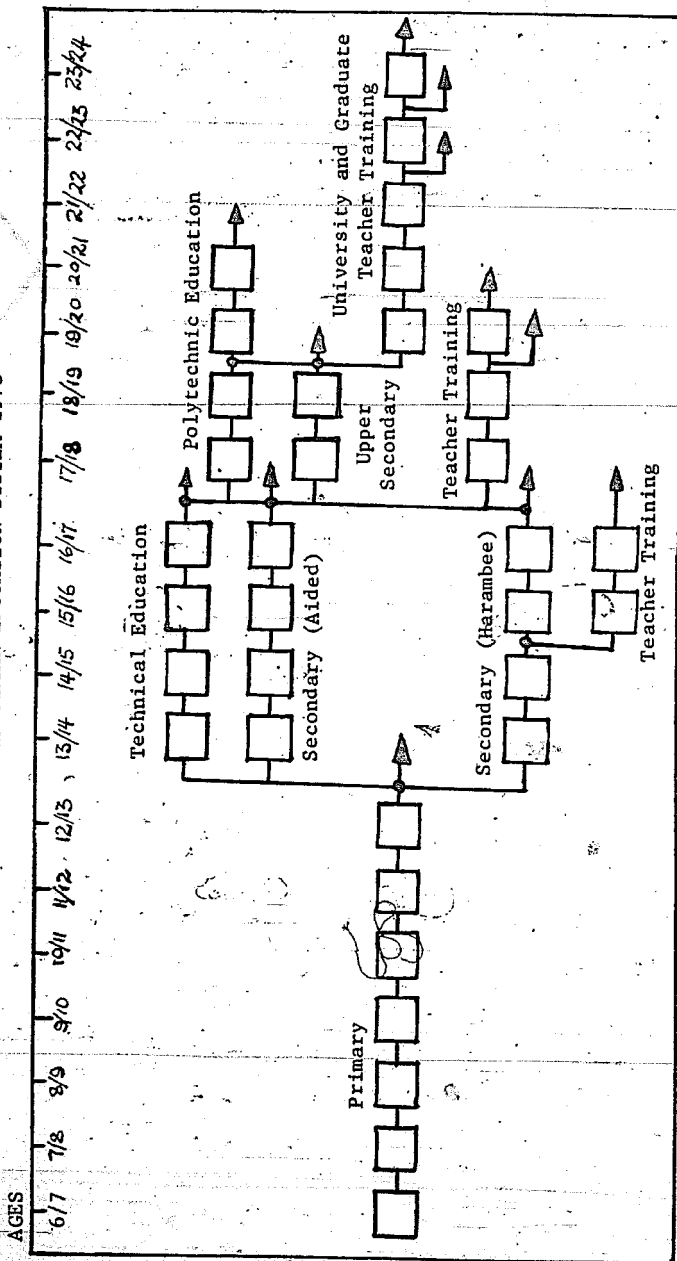 AGES
6/7 7/8 8/9 9/10 10/11 11/12 12/13 13/14 14/15 15/16 16/17 17/18 18/19 19/20 20/21 21/22 22/23 23/24
Technical Education
Polytechnic Education
Secondary (Aided)
Upper
Secondary
University and Graduate
Teacher Training
Primary
Teacher Training
Secondary (Harambee)
Teacher Training